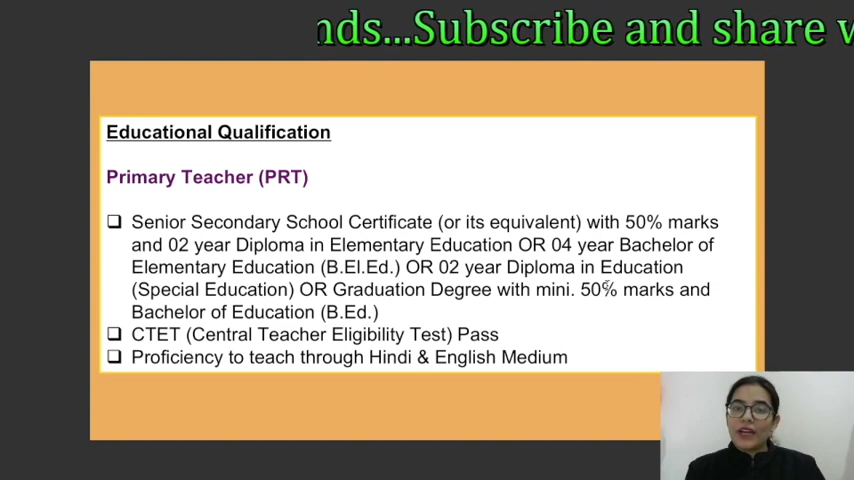 ...Subscribe and share
Educational Qualification
Primary Teacher (PRT)
❑ Senior Secondary School Certificate (or its equivalent) with 50% marks
and 02 year Diploma in Elementary Education OR 04 year Bachelor of
Elementary Education (B.El.Ed.) OR 02 year Diploma in Education
(Special Education) OR Graduation Degree with mini. 50% marks and
Bachelor of Education (B.Ed.)
❑ CTET (Central Teacher Eligibility Test) Pass
❑ Proficiency to teach through Hindi & English Medium